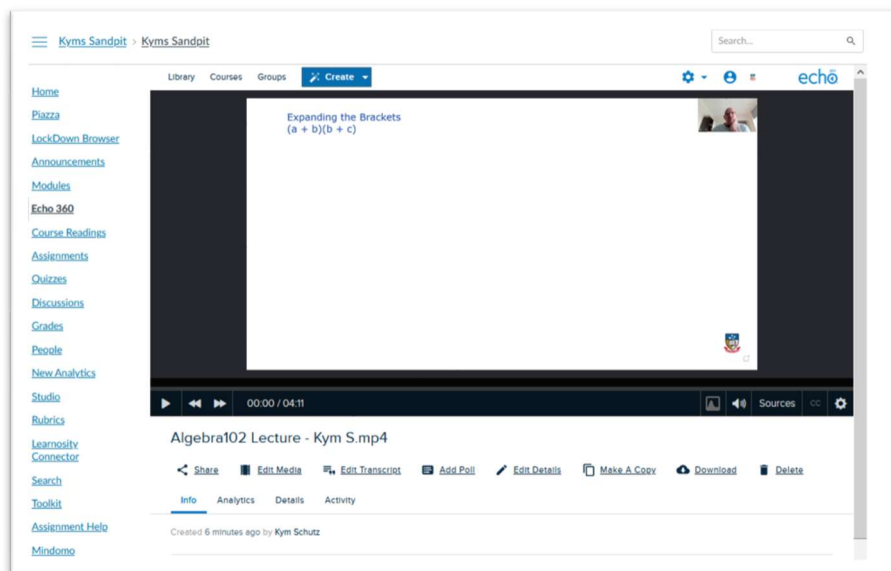 Kyms Sandpit > Kyms Sandpit
Search...
Home
Piazza
LockDown Browser
Announcements
Modules
Echo 360
Course Readings
Assignments
Quizzes
Discussions
Grades
People
New Analytics
Studio
Rubrics
Learnosity
Connector
Search
Toolkit
Assignment Help
Mindomo
Library Courses Groups Create
echo
Expanding the Brackets
(a + b)(b + c)
00:00 / 04:11
Sources CC
Algebra102 Lecture - Kym S.mp4
Share Edit Media Edit Transcript Add Poll Edit Details Make A Copy Download Delete
Info Analytics Details Activity
Created 6 minutes ago by Kym Schutz